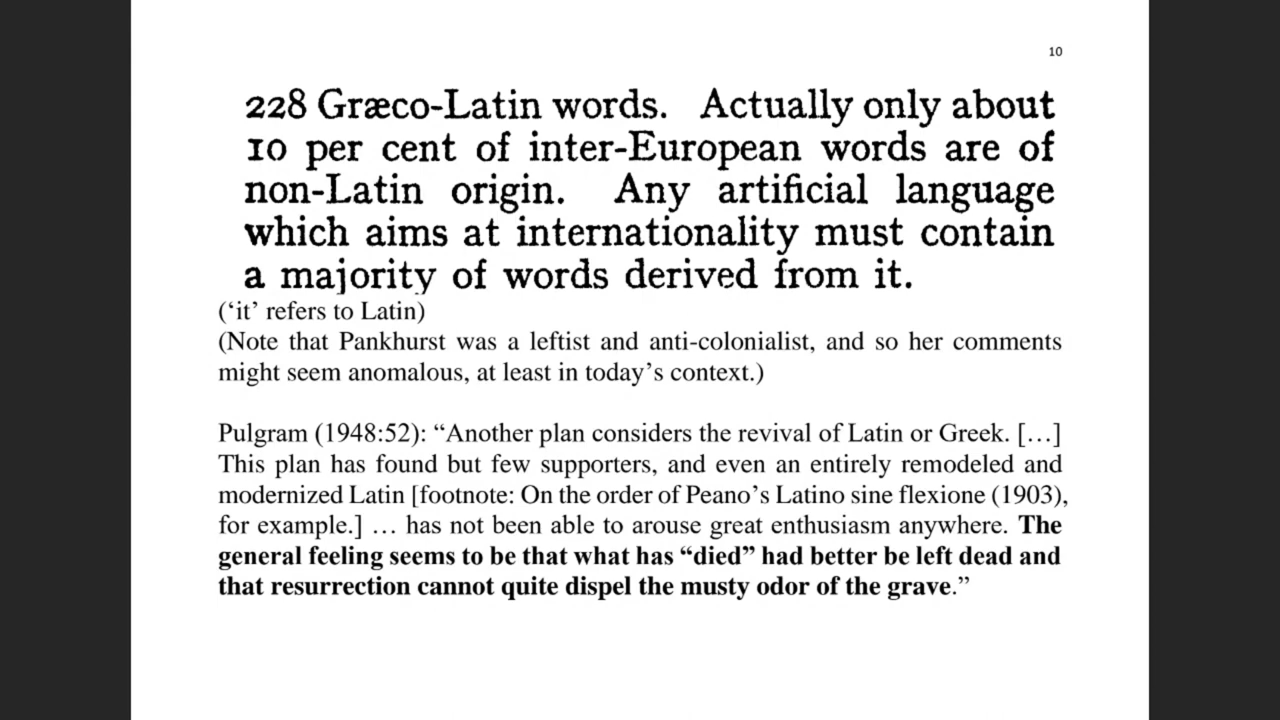 10
228 Græco-Latin words. Actually only about
10 per cent of inter-European words are of
non-Latin origin. Any artificial language
which aims at internationality must contain
a majority of words derived from it.
(‘it’ refers to Latin)
(Note that Pankhurst was a leftist and anti-colonialist, and so her comments
might seem anomalous, at least in today’s context.)
Pulgram (1948:52): “Another plan considers the revival of Latin or Greek. […]
This plan has found but few supporters, and even an entirely remodeled and
modernized Latin [footnote: On the order of Peano’s Latino sine flexione (1903),
for example.] … has not been able to arouse great enthusiasm anywhere. The
general feeling seems to be that what has “died” had better be left dead and
that resurrection cannot quite dispel the musty odor of the grave.”